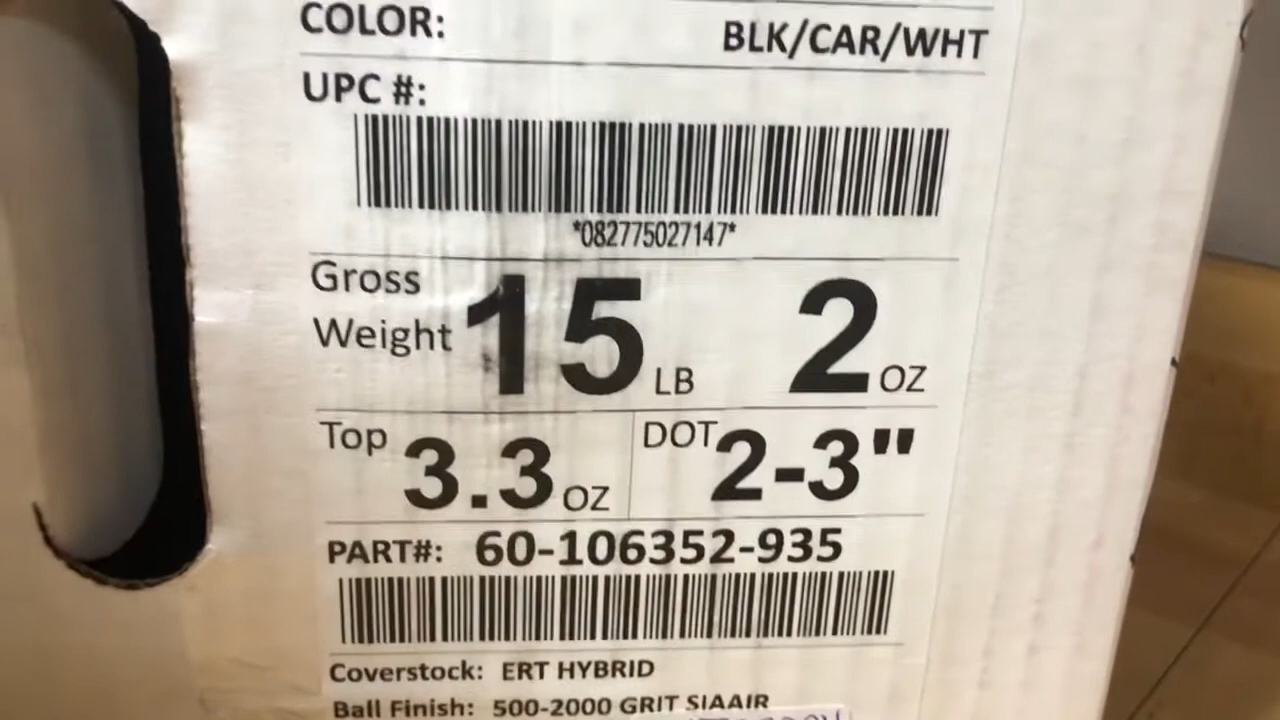 COLOR: BLK/CAR/WHT
UPC #:
*082775027147*
Gross
Weight 15 LB 2 OZ
Top 3.3 OZ DOT 2-3"
PART#: 60-106352-935
Coverstock: ERT HYBRID
Ball Finish: 500-2000 GRIT SIAAIR